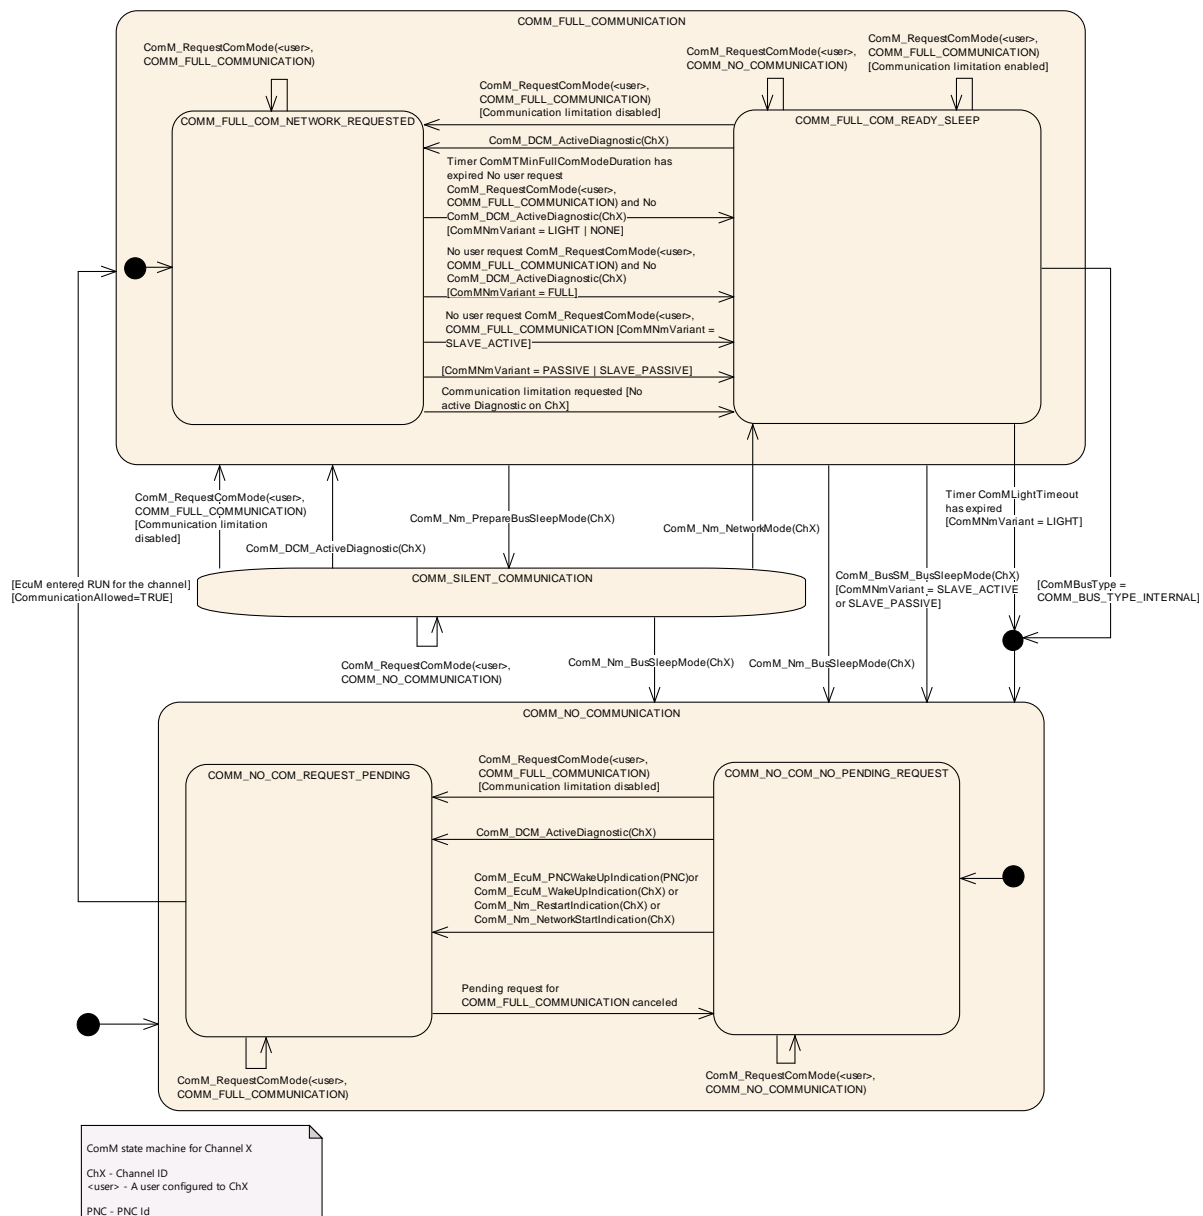 COMM_FULL_COMMUNICATION
ComM_RequestComMode(<user>,
COMM_FULL_COMMUNICATION)
ComM_RequestComMode(<user>,
COMM_NO_COMMUNICATION)
ComM_RequestComMode(<user>,
COMM_FULL_COMMUNICATION)
[Communication limitation enabled]
COMM_FULL_COM_NETWORK_REQUESTED
COMM_FULL_COM_READY_SLEEP
ComM_RequestComMode(<user>,
COMM_FULL_COMMUNICATION)
[Communication limitation disabled]
ComM_DCM_ActiveDiagnostic(ChX)
Timer ComMTMinFullComModeDuration has
expired No user request
ComM_RequestComMode(<user>,
COMM_FULL_COMMUNICATION) and No
ComM_DCM_ActiveDiagnostic(ChX)
[ComMNmVariant = LIGHT | NONE]
No user request ComM_RequestComMode(<user>,
COMM_FULL_COMMUNICATION) and No
ComM_DCM_ActiveDiagnostic(ChX)
[ComMNmVariant = FULL]
No user request ComM_RequestComMode(<user>,
COMM_FULL_COMMUNICATION [ComMNmVariant =
SLAVE_ACTIVE]
[ComMNmVariant = PASSIVE | SLAVE_PASSIVE]
Communication limitation requested [No
active Diagnostic on ChX]
ComM_RequestComMode(<user>,
COMM_FULL_COMMUNICATION)
[Communication limitation
disabled]
ComM_DCM_ActiveDiagnostic(ChX)
ComM_Nm_PrepareBusSleepMode(ChX)
ComM_Nm_NetworkMode(ChX)
Timer ComMLightTimeout
has expired
[ComMNmVariant = LIGHT]
[EcuM entered RUN for the channel]
[CommunicationAllowed=TRUE]
COMM_SILENT_COMMUNICATION
ComM_BusSM_BusSleepMode(ChX)
[ComMNmVariant = SLAVE_ACTIVE
or SLAVE_PASSIVE]
[ComMBusType =
COMM_BUS_TYPE_INTERNAL]
ComM_RequestComMode(<user>,
COMM_NO_COMMUNICATION)
ComM_Nm_BusSleepMode(ChX)
ComM_Nm_BusSleepMode(ChX)
COMM_NO_COMMUNICATION
COMM_NO_COM_REQUEST_PENDING
COMM_NO_COM_NO_PENDING_REQUEST
ComM_RequestComMode(<user>,
COMM_FULL_COMMUNICATION)
[Communication limitation disabled]
ComM_DCM_ActiveDiagnostic(ChX)
ComM_EcuM_PNCWakeUpIndication(PNC)or
ComM_EcuM_WakeUpIndication(ChX) or
ComM_Nm_RestartIndication(ChX) or
ComM_Nm_NetworkStartIndication(ChX)
Pending request for
COMM_FULL_COMMUNICATION canceled
ComM_RequestComMode(<user>,
COMM_FULL_COMMUNICATION)
ComM_RequestComMode(<user>,
COMM_NO_COMMUNICATION)
ComM state machine for Channel X
ChX - Channel ID
<user> - A user configured to ChX
PNC - PNC Id